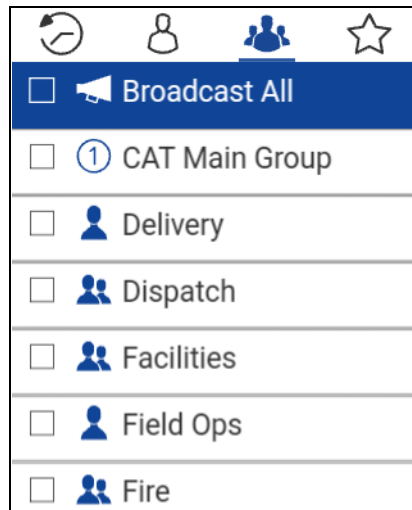 Broadcast All
1 CAT Main Group
Delivery
Dispatch
Facilities
Field Ops
Fire